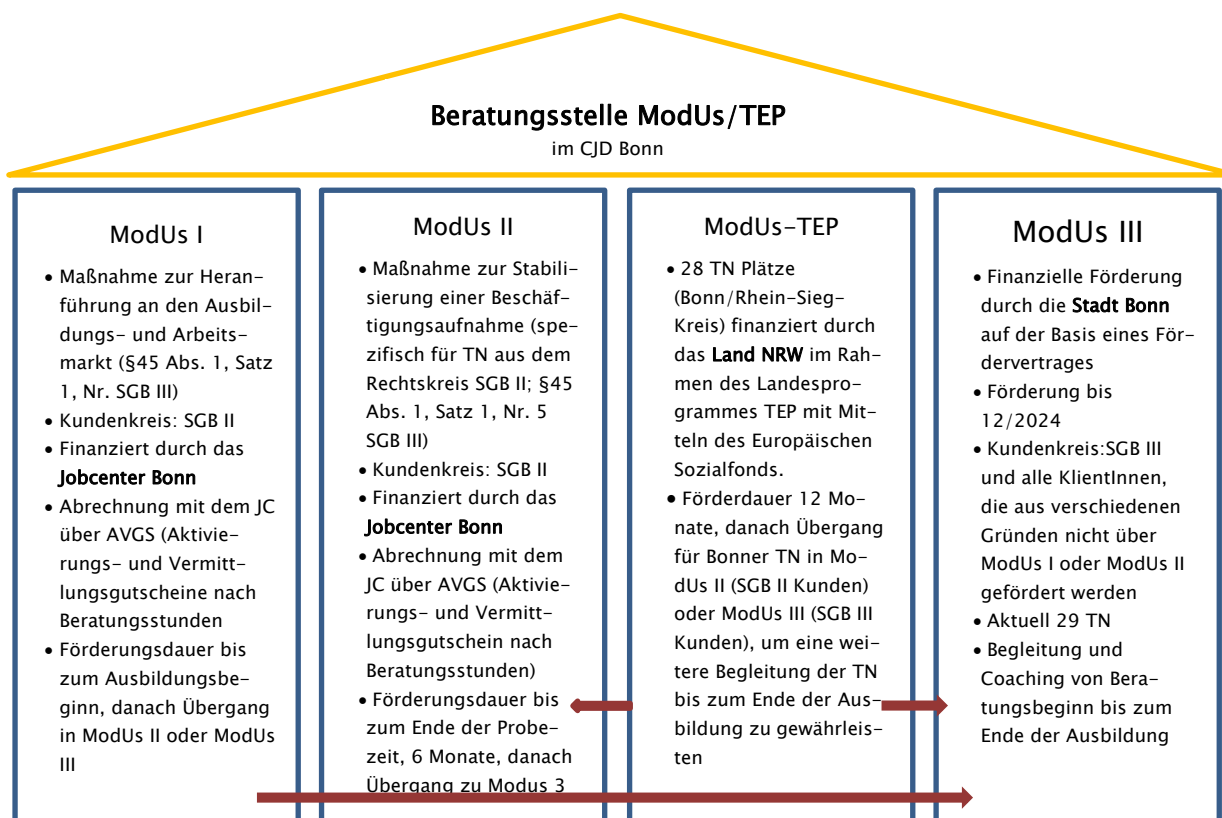 Beratungsstelle ModUs/TEP
im CJD Bonn
ModUs I
• Maßnahme zur Heran-
führung an den Ausbil-
dungs- und Arbeits-
markt (§45 Abs. 1, Satz
1, Nr. SGB III)
• Kundenkreis: SGB II
• Finanziert durch das
Jobcenter Bonn
• Abrechnung mit dem JC
über AVGS (Aktivie-
rungs- und Vermitt-
lungsgutscheine nach
Beratungsstunden
• Förderungsdauer bis
zum Ausbildungsbe-
ginn, danach Übergang
in ModUs II oder ModUs
III
ModUs II
• Maßnahme zur Stabili-
sierung einer Beschäf-
tigungsaufnahme (spe-
zifisch für TN aus dem
Rechtskreis SGB II; §45
Abs. 1, Satz 1, Nr. 5
SGB III)
• Kundenkreis: SGB II
• Finanziert durch das
Jobcenter Bonn
• Abrechnung mit dem
JC über AVGS (Aktivie-
rungs- und Vermitt-
lungsgutschein nach
Beratungsstunden)
• Förderungsdauer bis
zum Ende der Probe-
zeit, 6 Monate, danach
Übergang zu Modus 3
ModUs-TEP
• 28 TN Plätze
(Bonn/Rhein-Sieg-
Kreis) finanziert durch
das Land NRW im Rah-
men des Landespro-
grammes TEP mit Mit-
teln des Europäischen
Sozialfonds.
• Förderdauer 12 Mo-
nate, danach Übergang
für Bonner TN in Mo-
dUs II (SGB II Kunden)
oder ModUs III (SGB III
Kunden), um eine wei-
tere Begleitung der TN
bis zum Ende der Aus-
bildung zu gewährleis-
ten
ModUs III
• Finanzielle Förderung
durch die Stadt Bonn
auf der Basis eines För-
dervertrages
• Förderung bis
12/2024
• Kundenkreis:SGB III
und alle KlientInnen,
die aus verschiedenen
Gründen nicht über
ModUs I oder ModUs II
gefördert werden
• Aktuell 29 TN
• Begleitung und
Coaching von Bera-
tungsbeginn bis zum
Ende der Ausbildung